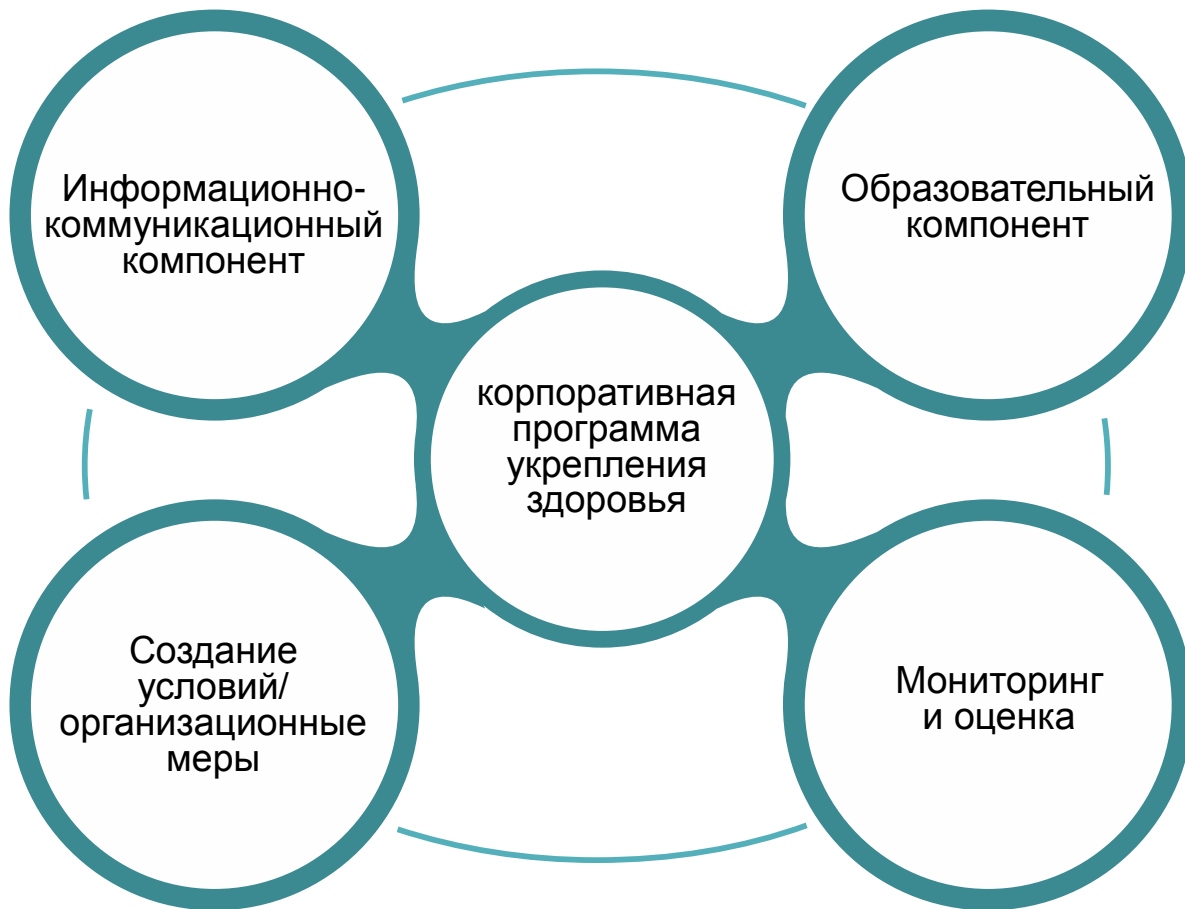 Информационно-
коммуникационный
компонент
Образовательный
компонент
корпоративная
программа
укрепления
здоровья
Создание
условий/
организационные
меры
Мониторинг
и оценка